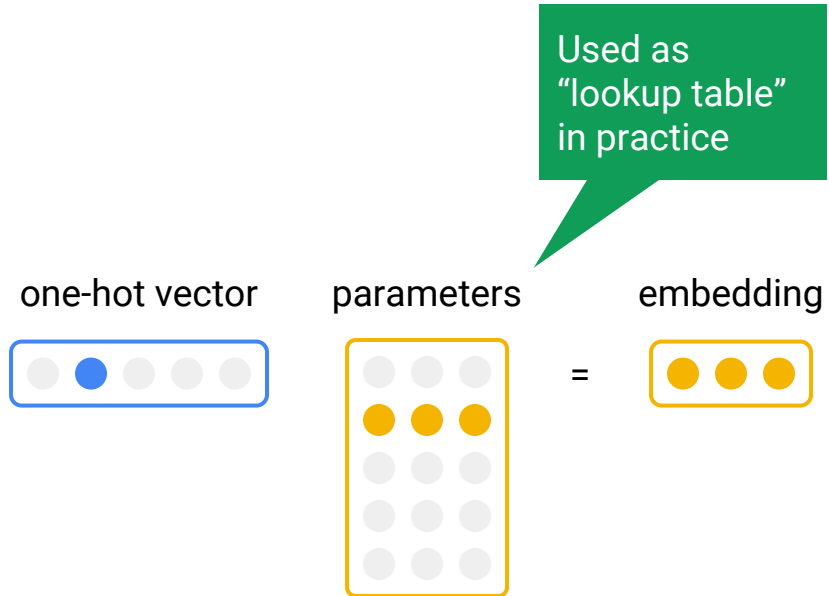 Used as
“lookup table”
in practice
one-hot vector
parameters
embedding
=